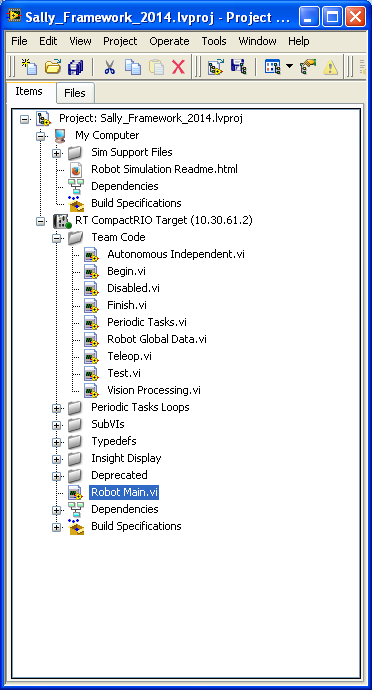 Sally_Framework_2014.lvproj - Project ...
File Edit View Project Operate Tools Window Help
Items Files
Project: Sally_Framework_2014.lvproj
My Computer
Sim Support Files
Robot Simulation Readme.html
Dependencies
Build Specifications
RT CompactRIO Target (10.30.61.2)
Team Code
Autonomous Independent.vi
Begin.vi
Disabled.vi
Finish.vi
Periodic Tasks.vi
Robot Global Data.vi
Teleop.vi
Test.vi
Vision Processing.vi
Periodic Tasks Loops
SubVIs
Typedefs
Insight Display
Deprecated
Robot Main.vi
Dependencies
Build Specifications